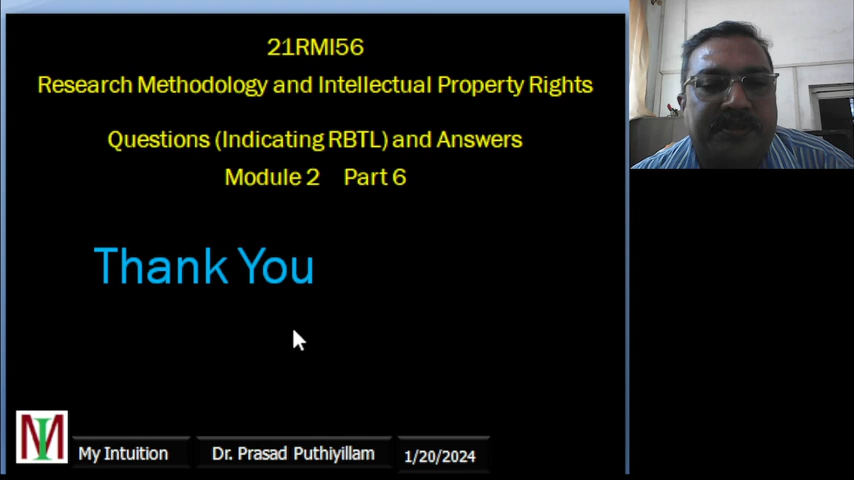 21RMI56
Research Methodology and Intellectual Property Rights
Questions (Indicating RBTL) and Answers
Module 2 Part 6
Thank You
MI
My Intuition
Dr. Prasad Puthiyillam
1/20/2024